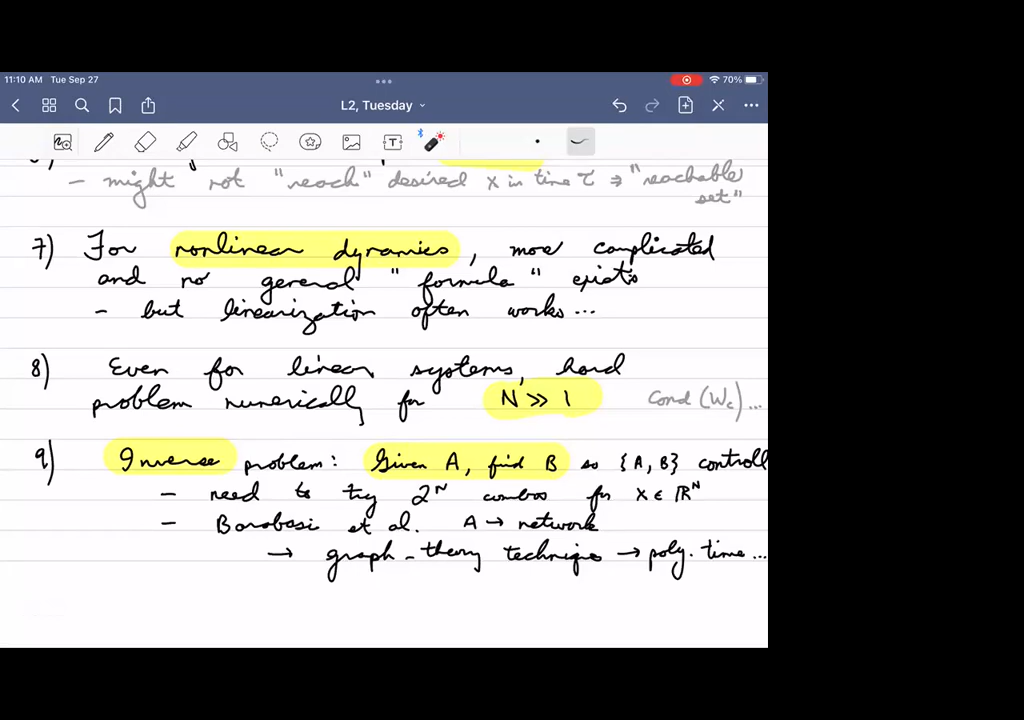 11:10 AM Tue Sep 27
70%
L2, Tuesday
- might not "reach" desired x in time τ ⇒ "reachable set"
7) For nonlinear dynamics, more complicated
and no general "formula" exists
- but linearization often works...
8) Even for linear systems, hard
problem numerically for N ≫ 1 cond (Wc)...
9) Inverse problem: Given A, find B so {A, B} controll
- need to try 2^N combos for x ∈ ℝ^N
- Barabasi et al. A → network
→ graph-theory technique → poly. time...